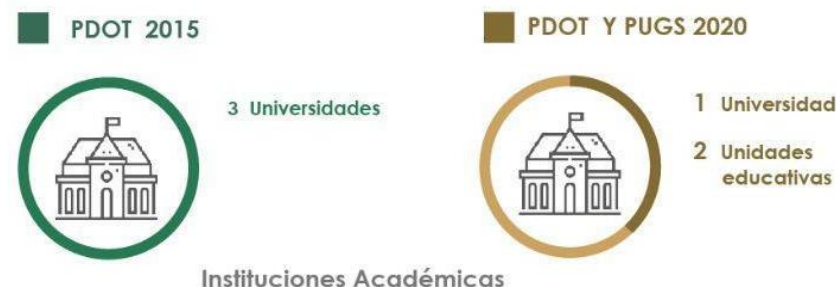 PDOT 2015
3 Universidades
PDOT Y PUGS 2020
1 Universidad
2 Unidades
educativas
Instituciones Académicas